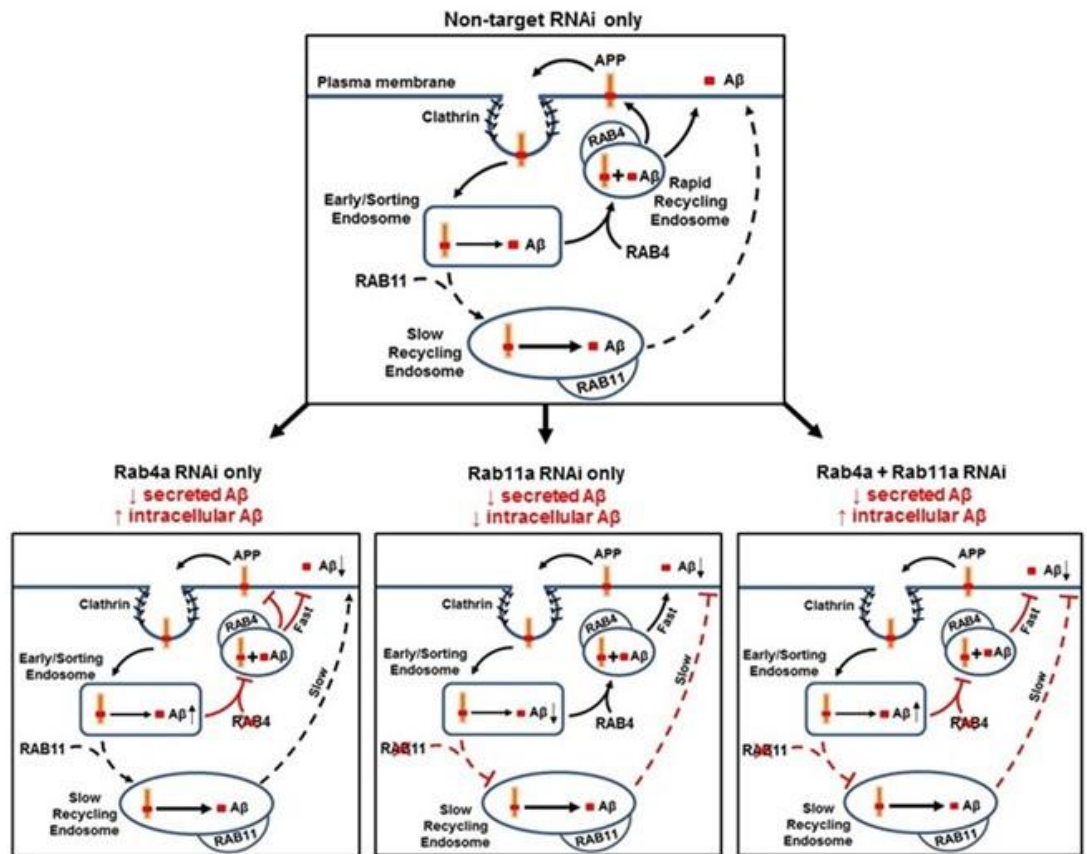 Non-target RNAi only
APP
Aβ
Plasma membrane
Clathrin
RAB4
+ Aβ
Rapid
Recycling
Endosome
Early/Sorting
Endosome
Aβ
RAB4
RAB11
Slow
Recycling
Endosome
Aβ
RAB11
Rab4a RNAi only
↓ secreted Aβ
↑ intracellular Aβ
APP
Aβ↓
Clathrin
RAB4
Fast
+ Aβ
Early/Sorting
Endosome
Slow
Aβ↑
RAB4
RAB11
Slow
Recycling
Endosome
Aβ
RAB11
Rab11a RNAi only
↓ secreted Aβ
↓ intracellular Aβ
APP
Aβ↓
Clathrin
RAB4
Fast
+ Aβ
Early/Sorting
Endosome
Slow
Aβ↓
RAB4
RAB11
Slow
Recycling
Endosome
Aβ
RAB11
Rab4a + Rab11a RNAi
↓ secreted Aβ
↑ intracellular Aβ
APP
Aβ↓
Clathrin
RAB4
Fast
+ Aβ
Early/Sorting
Endosome
Slow
Aβ↑
RAB4
RAB11
Slow
Recycling
Endosome
Aβ
RAB11